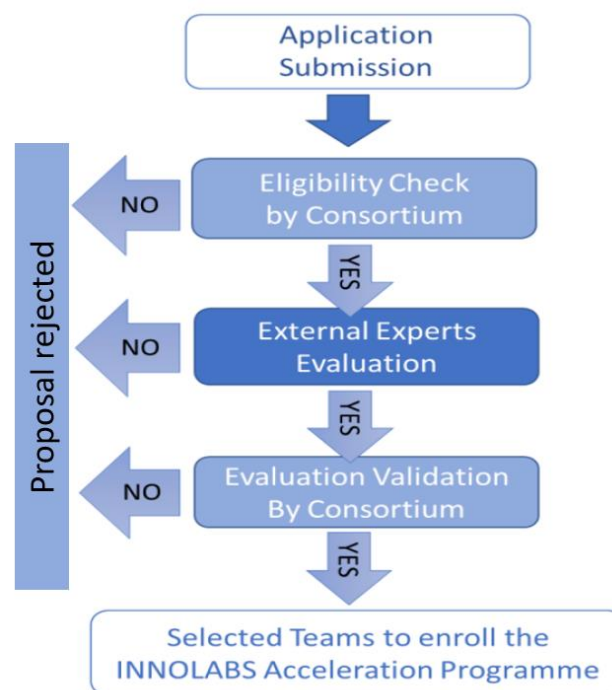 Application
Submission
Proposal rejected
NO
Eligibility Check
by Consortium
YES
NO
External Experts
Evaluation
YES
NO
Evaluation Validation
By Consortium
YES
Selected Teams to enroll the
INNOLABS Acceleration Programme